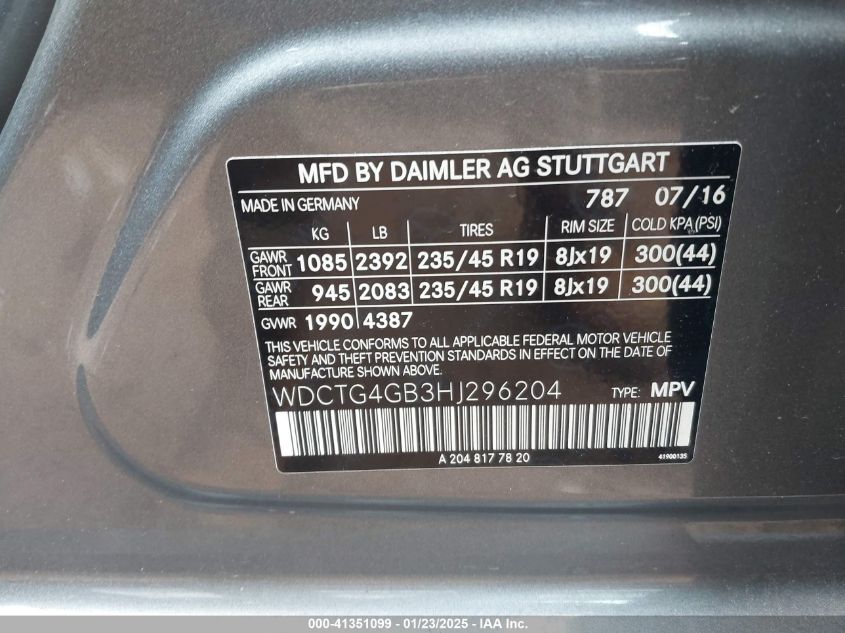 MFD BY DAIMLER AG STUTTGART
MADE IN GERMANY 787 07/16
KG LB TIRES RIM SIZE COLD KPA(PSI)
GAWR FRONT 1085 2392 235/45 R19 8Jx19 300(44)
GAWR REAR 945 2083 235/45 R19 8Jx19 300(44)
GVWR 1990 4387
THIS VEHICLE CONFORMS TO ALL APPLICABLE FEDERAL MOTOR VEHICLE
SAFETY AND THEFT PREVENTION STANDARDS IN EFFECT ON THE DATE OF
MANUFACTURE SHOWN ABOVE.
WDCTG4GB3HJ296204 TYPE: MPV
A 204 817 78 20 41900135
000-41351099 - 01/23/2025 - IAA Inc.